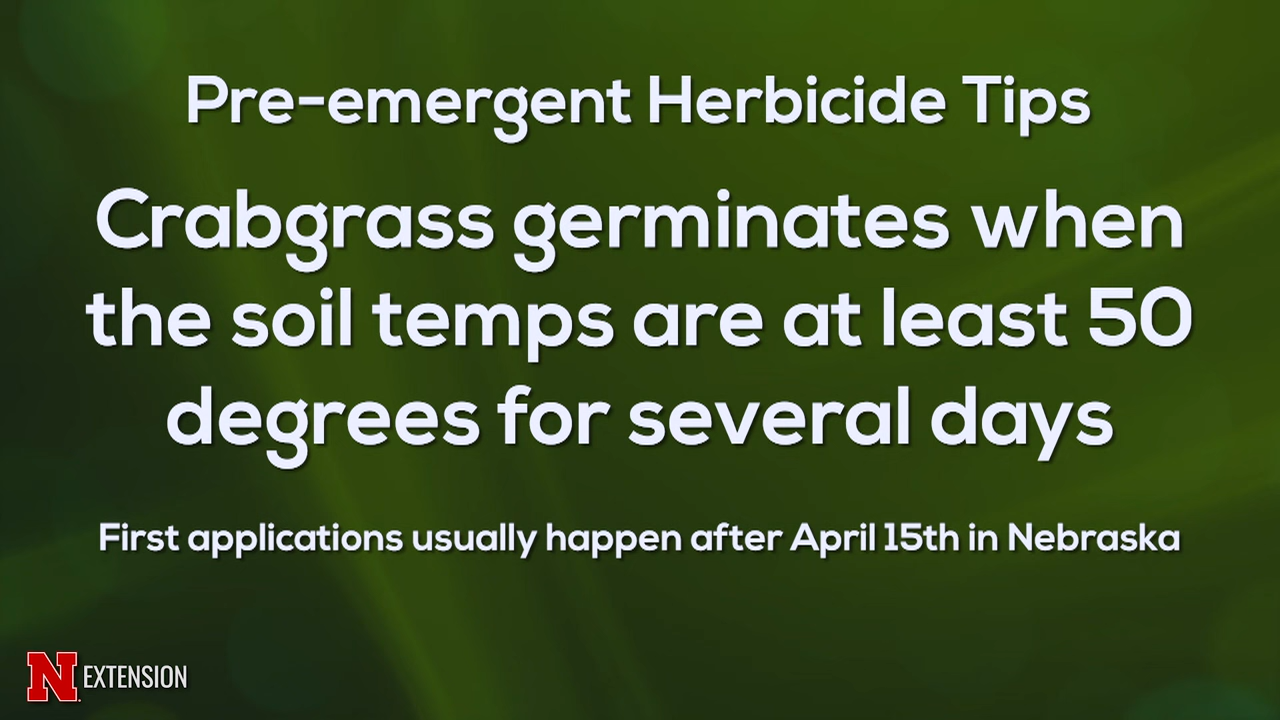 Pre-emergent Herbicide Tips
Crabgrass germinates when
the soil temps are at least 50
degrees for several days
First applications usually happen after April 15th in Nebraska
N EXTENSION